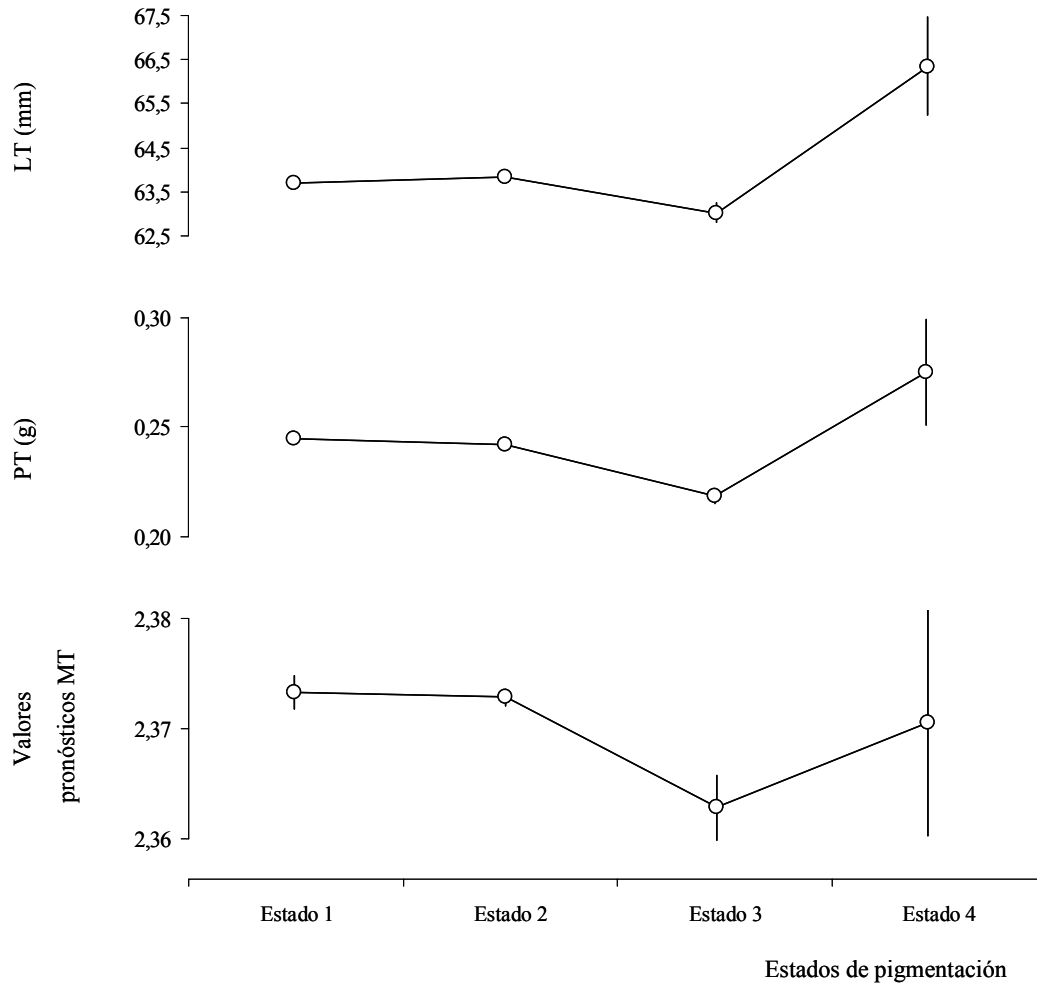 LT (mm)
67,5
66,5
65,5
64,5
63,5
62,5
PT (g)
0,30
0,25
0,20
Valores
pronósticos MT
2,38
2,37
2,36
Estado 1 Estado 2 Estado 3 Estado 4
Estados de pigmentación